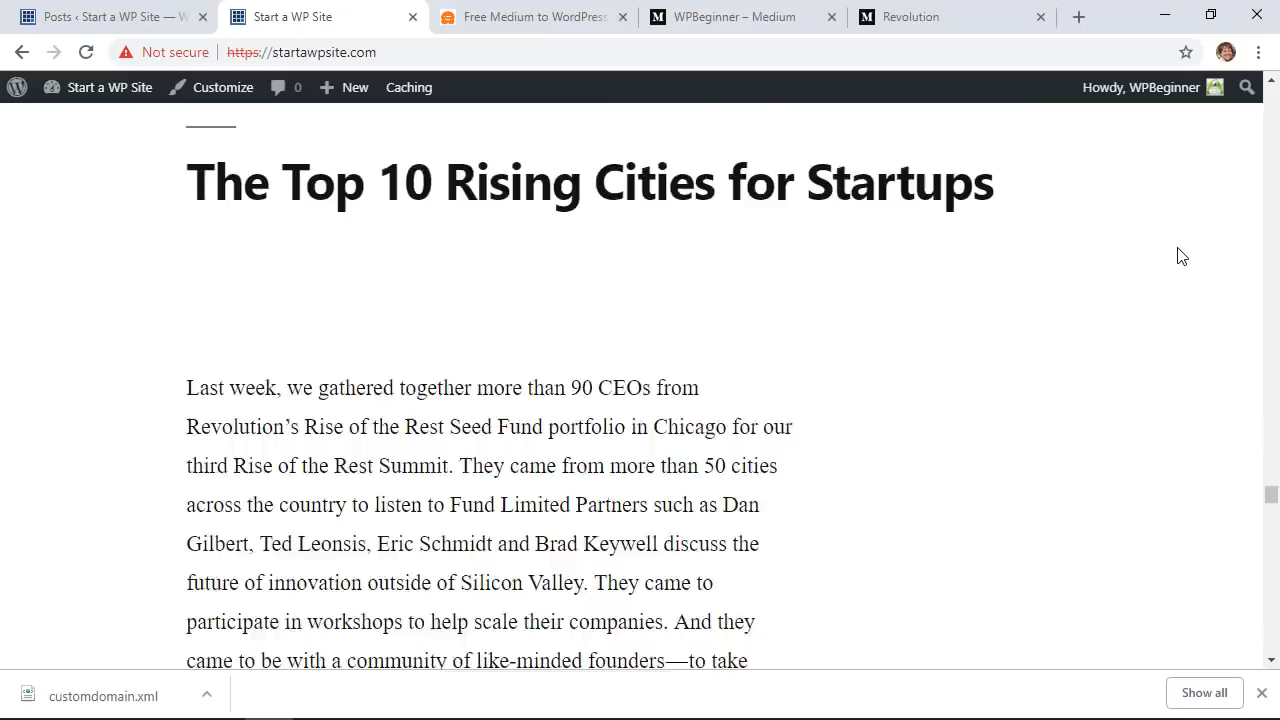 Posts ‹ Start a WP Site — W
Start a WP Site
Free Medium to WordPress
WPBeginner – Medium
Revolution
Not secure
https://startawpsite.com
Start a WP Site
Customize
0
New
Caching
Howdy, WPBeginner
The Top 10 Rising Cities for Startups
Last week, we gathered together more than 90 CEOs from
Revolution’s Rise of the Rest Seed Fund portfolio in Chicago for our
third Rise of the Rest Summit. They came from more than 50 cities
across the country to listen to Fund Limited Partners such as Dan
Gilbert, Ted Leonsis, Eric Schmidt and Brad Keywell discuss the
future of innovation outside of Silicon Valley. They came to
participate in workshops to help scale their companies. And they
came to be with a community of like-minded founders—to take
customdomain.xml
Show all